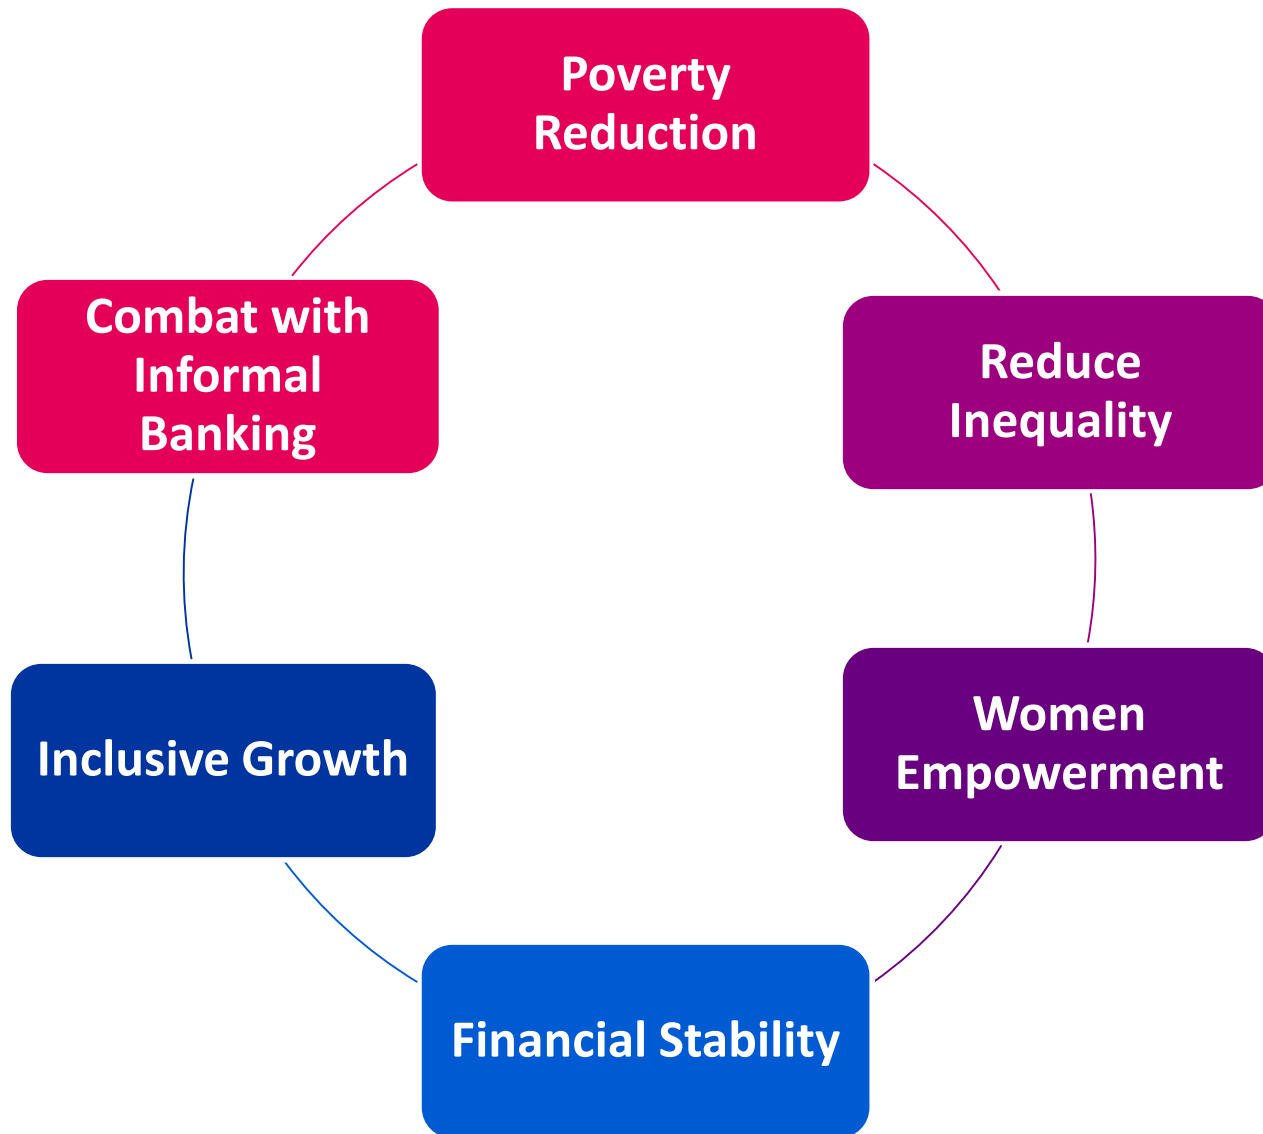 Poverty
Reduction
Combat with
Informal
Banking
Reduce
Inequality
Inclusive Growth
Women
Empowerment
Financial Stability